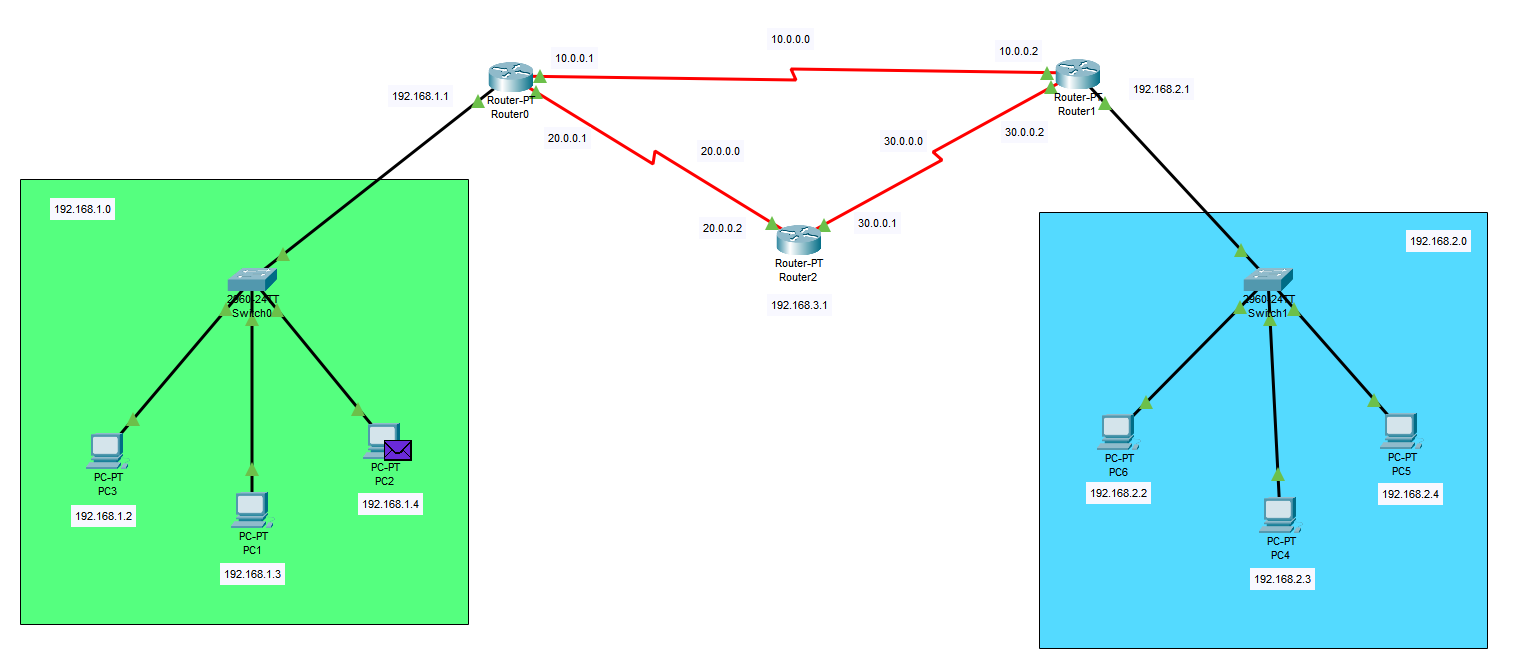 10.0.0.0
10.0.0.1
10.0.0.2
192.168.1.1
Router-PT
Router0
Router-PT
Router1
192.168.2.1
20.0.0.1
20.0.0.0
30.0.0.0
30.0.0.2
20.0.0.2
30.0.0.1
Router-PT
Router2
192.168.3.1
192.168.1.0
2960-24TT
Switch0
PC-PT
PC3
192.168.1.2
PC-PT
PC1
192.168.1.3
PC-PT
PC2
192.168.1.4
192.168.2.0
2960-24TT
Switch1
PC-PT
PC6
192.168.2.2
PC-PT
PC4
192.168.2.3
PC-PT
PC5
192.168.2.4